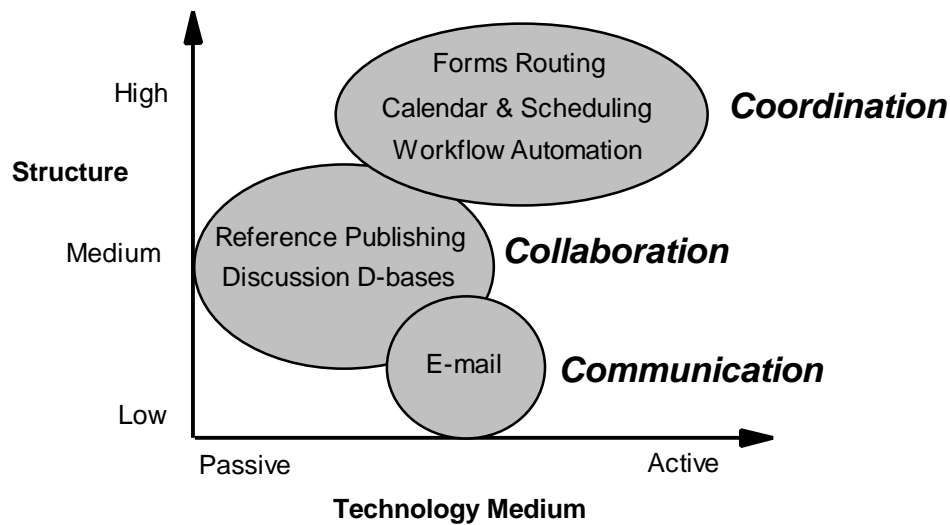 Forms Routing
High
Calendar & Scheduling
Coordination
Workflow Automation
Structure
Reference Publishing
Medium
Collaboration
Discussion D-bases
E-mail
Communication
Low
Passive
Active
Technology Medium